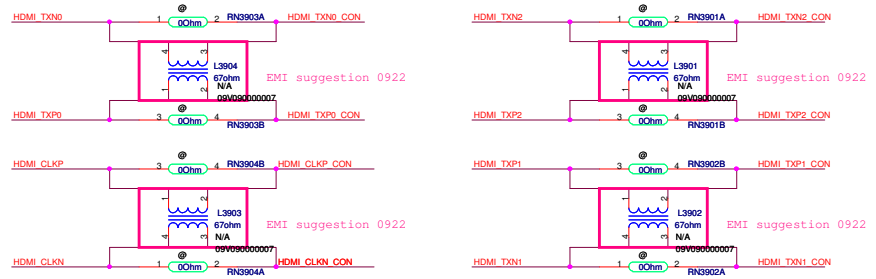 @
HDMI_TXN0 1 0Ohm 2 RN3903A HDMI_TXN0_CON
4 3
L3904
67ohm
N/A
EMI suggestion 0922
1 2
09V090000007
HDMI_TXP0 3 0Ohm 4 HDMI_TXP0_CON
@
RN3903B
@
HDMI_TXN2 1 0Ohm 2 RN3901A HDMI_TXN2_CON
4 3
L3901
67ohm
N/A
EMI suggestion 0922
1 2
09V090000007
HDMI_TXP2 3 0Ohm 4 HDMI_TXP2_CON
@
RN3901B
@
HDMI_CLKP 3 0Ohm 4 RN3904B HDMI_CLKP_CON
1 2
L3903
67ohm
N/A
EMI suggestion 0922
4 3
09V090000007
@
HDMI_CLKN 1 0Ohm 2 HDMI_CLKN_CON
RN3904A
@
HDMI_TXP1 3 0Ohm 4 RN3902B HDMI_TXP1_CON
1 2
L3902
67ohm
N/A
EMI suggestion 0922
4 3
09V090000007
@
HDMI_TXN1 1 0Ohm 2 HDMI_TXN1_CON
RN3902A